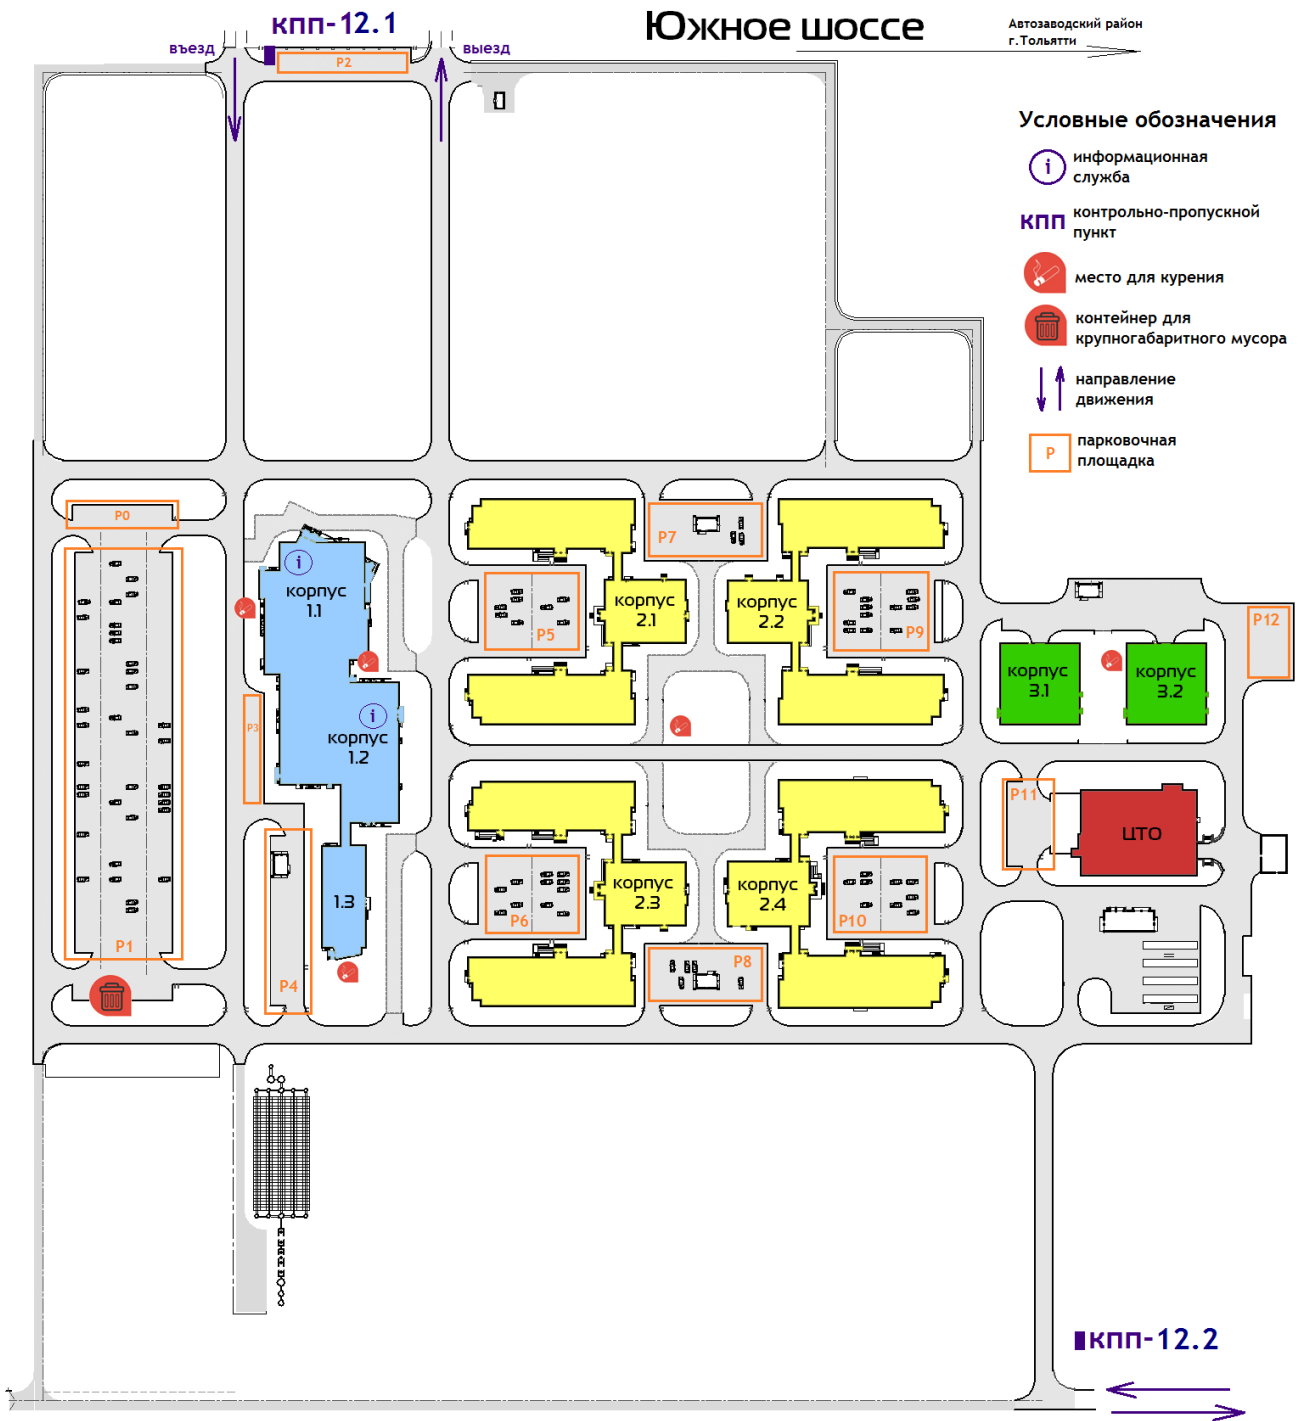 кпп-12.1
Южное шоссе
Автозаводский район
г.Тольятти
въезд
выезд
P2
Условные обозначения
i
информационная
служба
кпп
контрольно-пропускной
пункт
место для курения
контейнер для
крупногабаритного мусора
направление
движения
P
парковочная
площадка
P0
P7
i
корпус
1.1
корпус
2.1
корпус
2.2
P5
P9
P12
корпус
3.1
корпус
3.2
i
P3
корпус
1.2
P11
ЦТО
корпус
2.3
корпус
2.4
1.3
P6
P10
P1
P4
P8
кпп-12.2